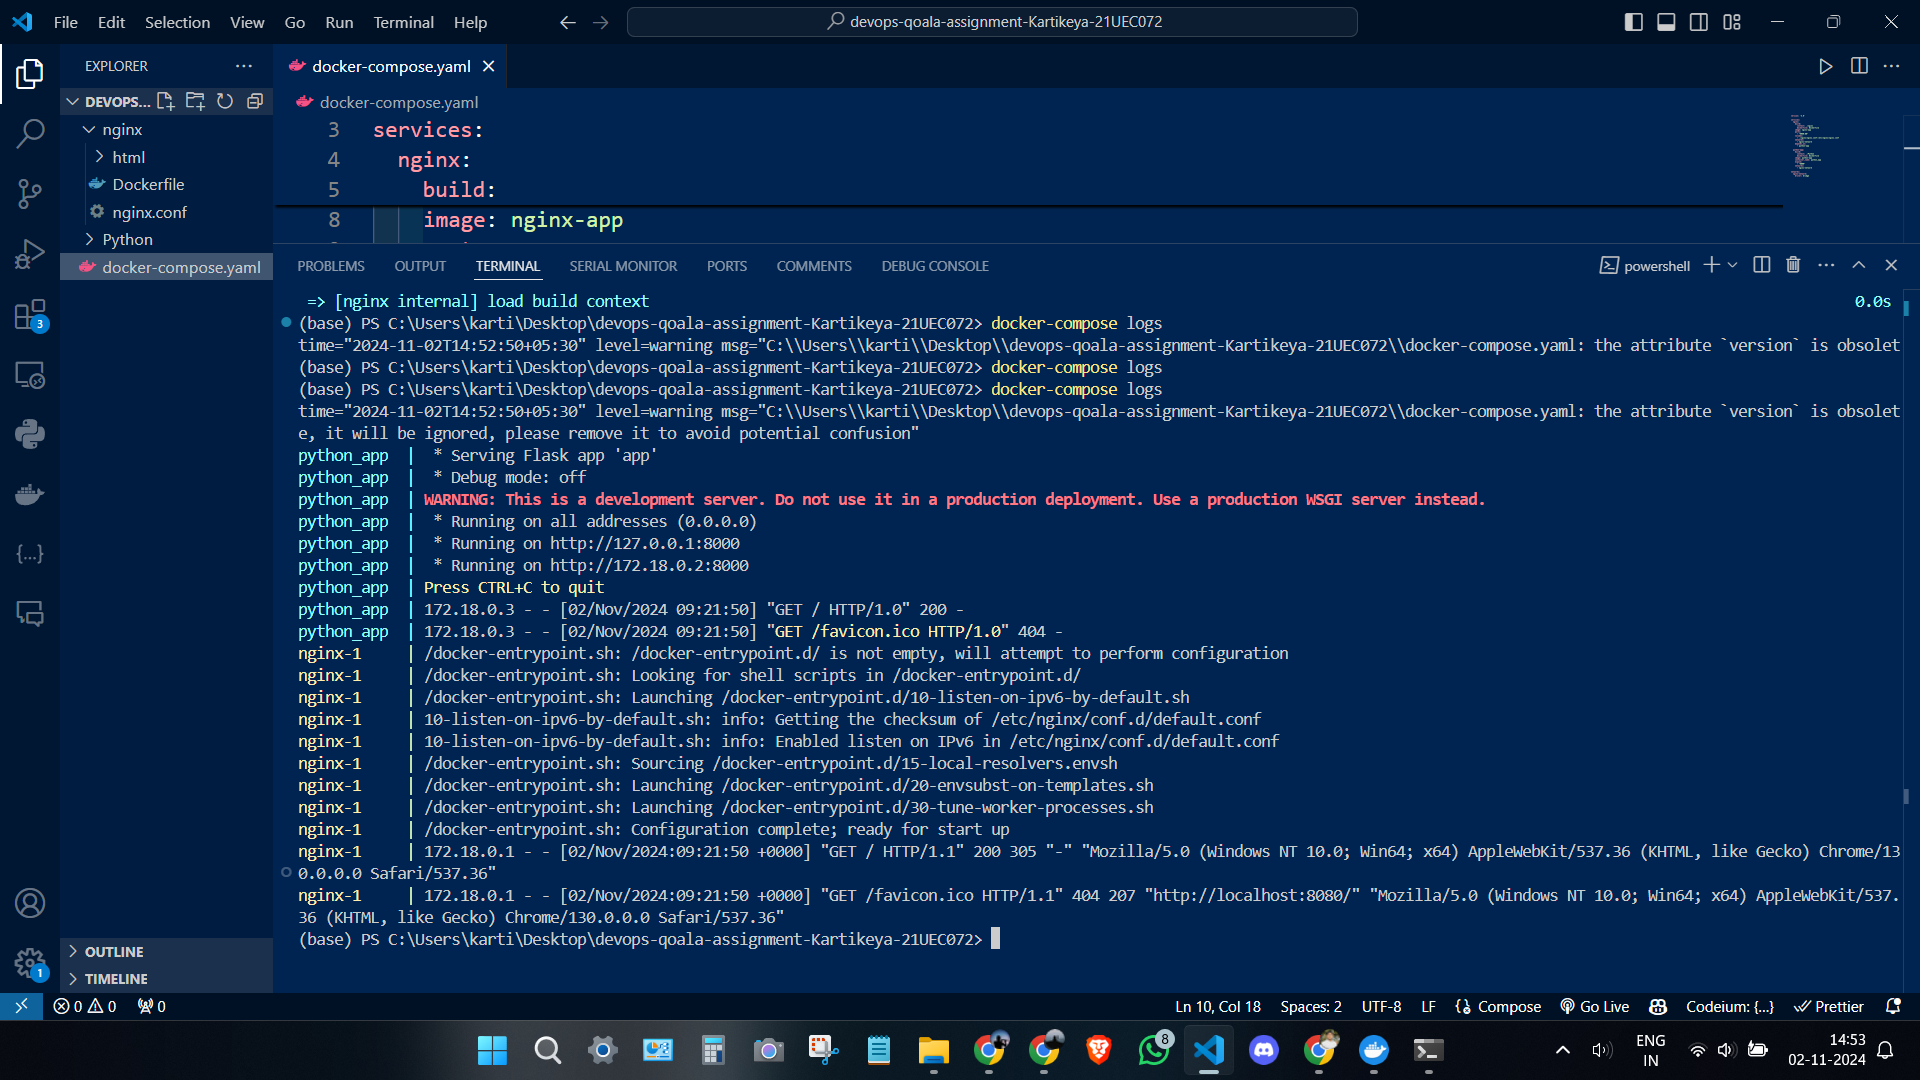 File Edit Selection View Go Run Terminal Help
devops-qoala-assignment-Kartikeya-21UEC072
EXPLORER
DEVOPS...
nginx
html
Dockerfile
nginx.conf
Python
docker-compose.yaml
OUTLINE
TIMELINE
docker-compose.yaml
docker-compose.yaml
3 services:
4 nginx:
5 build:
8 image: nginx-app
PROBLEMS OUTPUT TERMINAL SERIAL MONITOR PORTS COMMENTS DEBUG CONSOLE
powershell
=> [nginx internal] load build context 0.0s
(base) PS C:\Users\karti\Desktop\devops-qoala-assignment-Kartikeya-21UEC072> docker-compose logs
time="2024-11-02T14:52:50+05:30" level=warning msg="C:\\Users\\karti\\Desktop\\devops-qoala-assignment-Kartikeya-21UEC072\\docker-compose.yaml: the attribute `version` is obsolet
(base) PS C:\Users\karti\Desktop\devops-qoala-assignment-Kartikeya-21UEC072> docker-compose logs
(base) PS C:\Users\karti\Desktop\devops-qoala-assignment-Kartikeya-21UEC072> docker-compose logs
time="2024-11-02T14:52:50+05:30" level=warning msg="C:\\Users\\karti\\Desktop\\devops-qoala-assignment-Kartikeya-21UEC072\\docker-compose.yaml: the attribute `version` is obsolet
e, it will be ignored, please remove it to avoid potential confusion"
python_app | * Serving Flask app 'app'
python_app | * Debug mode: off
python_app | WARNING: This is a development server. Do not use it in a production deployment. Use a production WSGI server instead.
python_app | * Running on all addresses (0.0.0.0)
python_app | * Running on http://127.0.0.1:8000
python_app | * Running on http://172.18.0.2:8000
python_app | Press CTRL+C to quit
python_app | 172.18.0.3 - - [02/Nov/2024 09:21:50] "GET / HTTP/1.0" 200 -
python_app | 172.18.0.3 - - [02/Nov/2024 09:21:50] "GET /favicon.ico HTTP/1.0" 404 -
nginx-1 | /docker-entrypoint.sh: /docker-entrypoint.d/ is not empty, will attempt to perform configuration
nginx-1 | /docker-entrypoint.sh: Looking for shell scripts in /docker-entrypoint.d/
nginx-1 | /docker-entrypoint.sh: Launching /docker-entrypoint.d/10-listen-on-ipv6-by-default.sh
nginx-1 | 10-listen-on-ipv6-by-default.sh: info: Getting the checksum of /etc/nginx/conf.d/default.conf
nginx-1 | 10-listen-on-ipv6-by-default.sh: info: Enabled listen on IPv6 in /etc/nginx/conf.d/default.conf
nginx-1 | /docker-entrypoint.sh: Sourcing /docker-entrypoint.d/15-local-resolvers.envsh
nginx-1 | /docker-entrypoint.sh: Launching /docker-entrypoint.d/20-envsubst-on-templates.sh
nginx-1 | /docker-entrypoint.sh: Launching /docker-entrypoint.d/30-tune-worker-processes.sh
nginx-1 | /docker-entrypoint.sh: Configuration complete; ready for start up
nginx-1 | 172.18.0.1 - - [02/Nov/2024:09:21:50 +0000] "GET / HTTP/1.1" 200 305 "-" "Mozilla/5.0 (Windows NT 10.0; Win64; x64) AppleWebKit/537.36 (KHTML, like Gecko) Chrome/13
0.0.0.0 Safari/537.36"
nginx-1 | 172.18.0.1 - - [02/Nov/2024:09:21:50 +0000] "GET /favicon.ico HTTP/1.1" 404 207 "http://localhost:8080/" "Mozilla/5.0 (Windows NT 10.0; Win64; x64) AppleWebKit/537.
36 (KHTML, like Gecko) Chrome/130.0.0.0 Safari/537.36"
(base) PS C:\Users\karti\Desktop\devops-qoala-assignment-Kartikeya-21UEC072>
3
1
0 0 0
Ln 10, Col 18 Spaces: 2 UTF-8 LF Compose Go Live Codeium: {...} Prettier
8
ENG
IN
14:53
02-11-2024